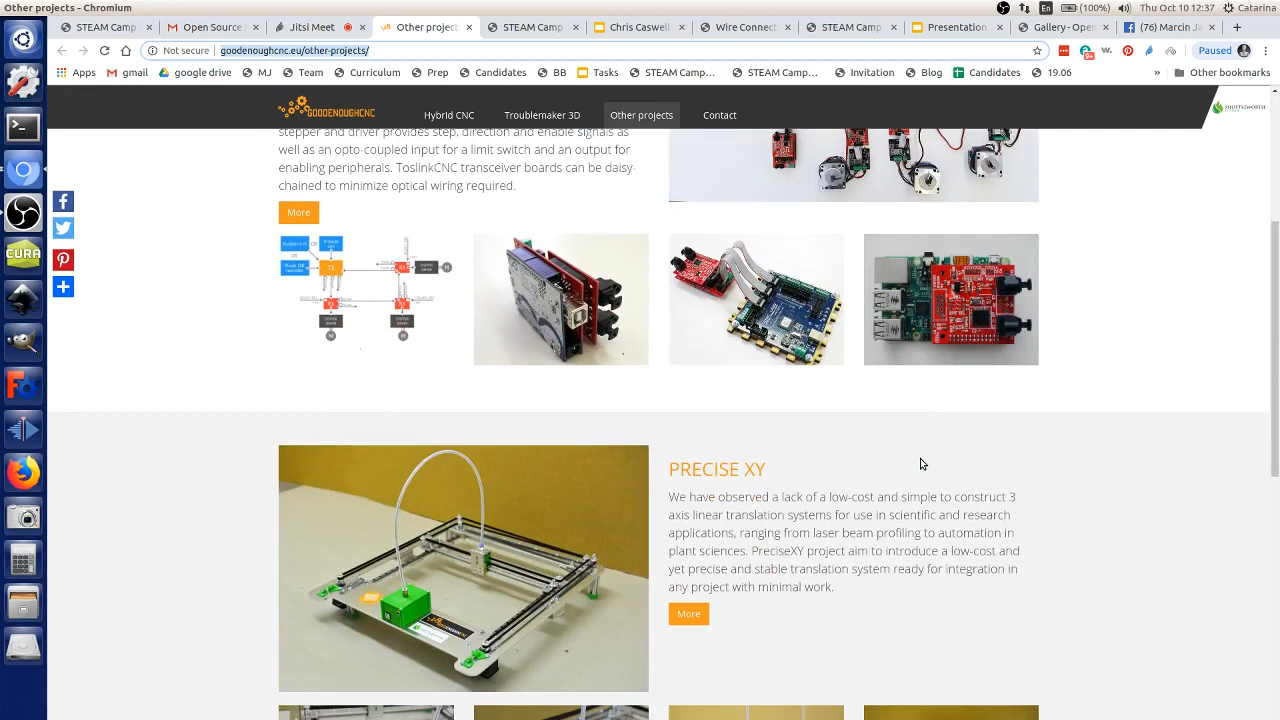 Other projects - Chromium
En
(100%)
Thu Oct 10 12:37
Catarina
STEAM Camp
Open Source
Jitsi Meet
Other projects
STEAM Camp
Chris Caswell
STEAM Camp
Presentation
Gallery - Open
(76) Marcin Ja
Not secure
goodenoughcnc.eu/other-projects/
9+
W.
Paused
Apps
gmail
google drive
MJ
Team
Curriculum
Prep
Candidates
BB
Tasks
STEAM Camp...
STEAM Camp...
Invitation
Blog
Candidates
19.06
»
Other bookmarks
GOODENOUGHCNC
Hybrid CNC
Troublemaker 3D
Other projects
Contact
SHUTTLEWORTH
stepper and driver provides step, direction and enable signals as
well as an opto-coupled input for a limit switch and an output for
enabling peripherals. ToslinkCNC transceiver boards can be daisy-
chained to minimize optical wiring required.
More
CURA
PRECISE XY
We have observed a lack of a low-cost and simple to construct 3
axis linear translation systems for use in scientific and research
applications, ranging from laser beam profiling to automation in
plant sciences. PreciseXY project aim to introduce a low-cost and
yet precise and stable translation system ready for integration in
any project with minimal work.
More